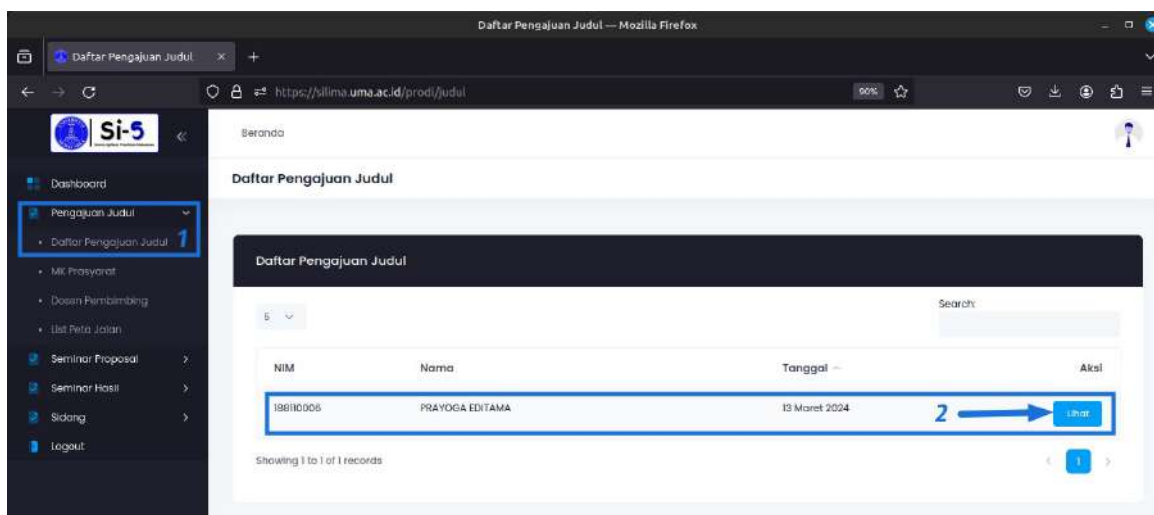 Daftar Pengajuan Judul — Mozilla Firefox
Daftar Pengajuan Judul
https://silima.uma.ac.id/prodi/judul
90%
Si-5
Beranda
Daftar Pengajuan Judul
Dashboard
Pengajuan Judul
Daftar Pengajuan Judul
1
MK Prasyarat
Dosen Pembimbing
List Peta Jalan
Seminar Proposal
Seminar Hasil
Sidang
Logout
Daftar Pengajuan Judul
5
Search:
NIM Nama Tanggal Aksi
188110006 PRAYOGA EDITAMA 13 Maret 2024 2 Lihat
Showing 1 to 1 of 1 records
1